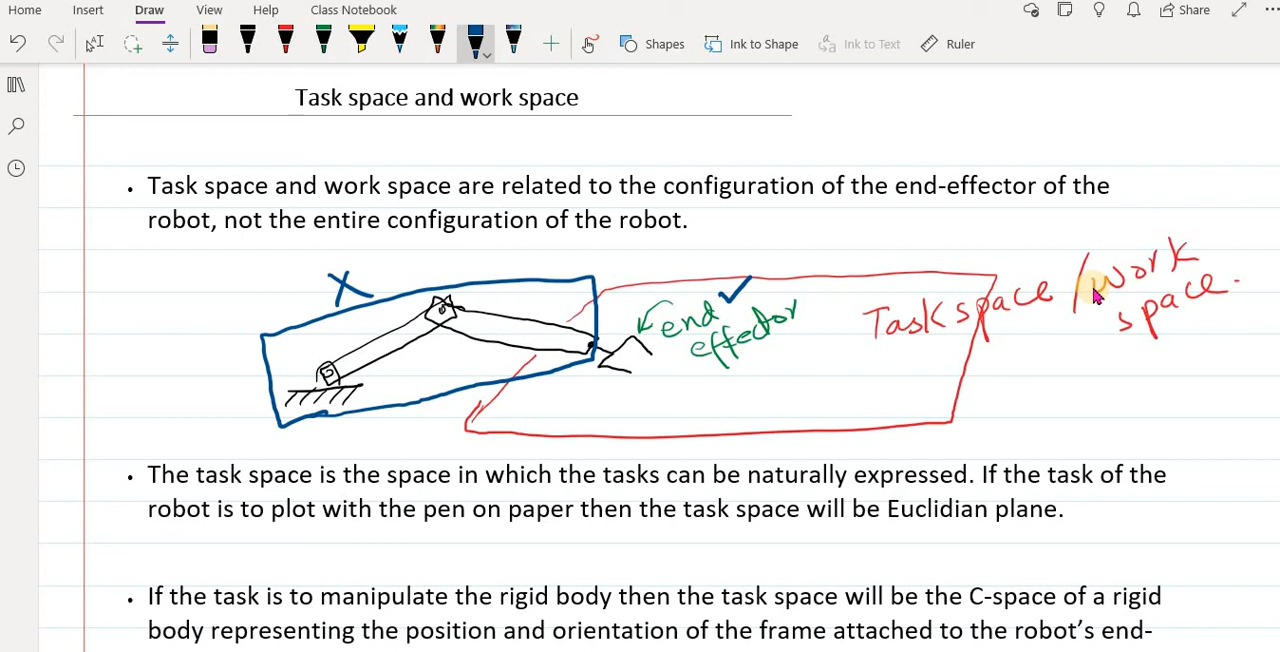 Home Insert Draw View Help Class Notebook Share
Shapes Ink to Shape Ink to Text Ruler
Task space and work space
• Task space and work space are related to the configuration of the end-effector of the
robot, not the entire configuration of the robot.
X
end
effector
Task space / work
space.
• The task space is the space in which the tasks can be naturally expressed. If the task of the
robot is to plot with the pen on paper then the task space will be Euclidian plane.
• If the task is to manipulate the rigid body then the task space will be the C-space of a rigid
body representing the position and orientation of the frame attached to the robot's end-